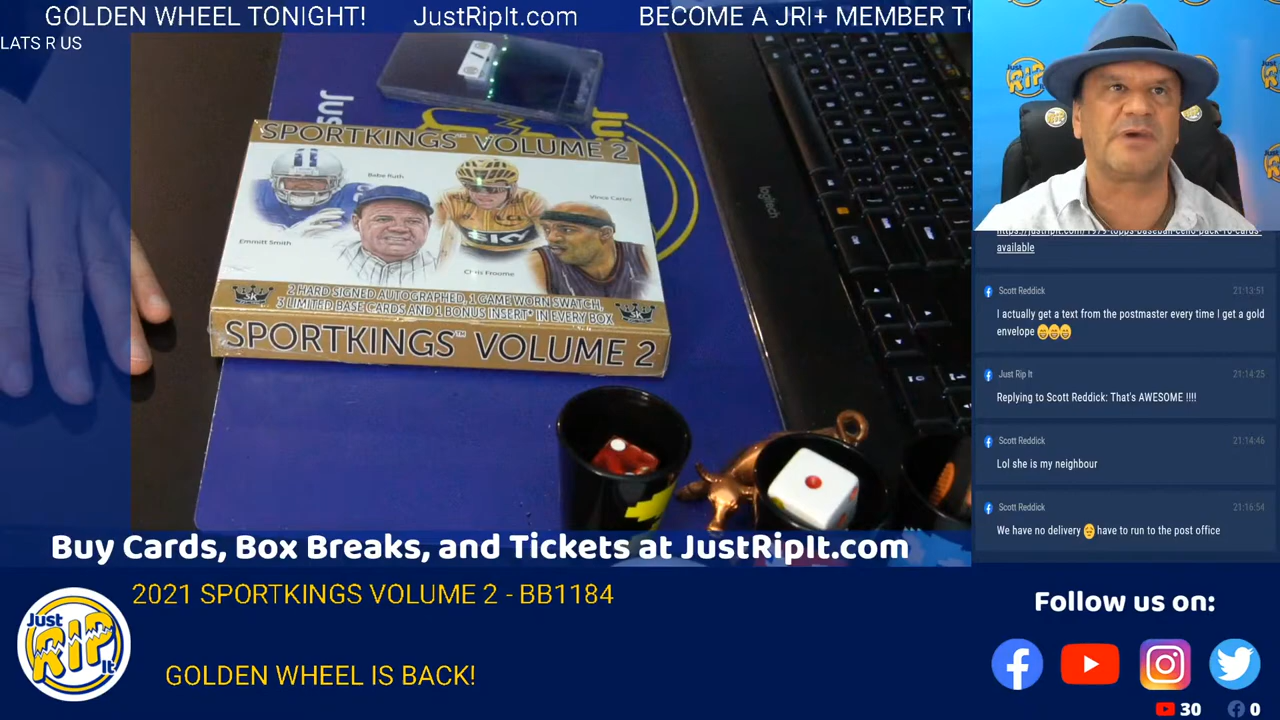 GOLDEN WHEEL TONIGHT! JustRipIt.com BECOME A JRI+ MEMBER
LATS R US
SPORTKINGS™ VOLUME 2
Babe Ruth
Vince Carter
Emmitt Smith
SKY
Chris Froome
2 HARD SIGNED AUTOGRAPHED, 1 GAME WORN SWATCH,
3 LIMITED BASE CARDS AND 1 BONUS INSERT* IN EVERY BOX
SPORTKINGS™ VOLUME 2
logitech
Just
RIP
available
Scott Reddick 21:13:51
I actually get a text from the postmaster every time I get a gold
envelope 😁😁😁
Just Rip It 21:14:25
Replying to Scott Reddick: That's AWESOME !!!!
Scott Reddick 21:14:46
Lol she is my neighbour
Scott Reddick 21:16:54
We have no delivery have to run to the post office
Buy Cards, Box Breaks, and Tickets at JustRipIt.com
Just
RIP
It
2021 SPORTKINGS VOLUME 2 - BB1184
GOLDEN WHEEL IS BACK!
Follow us on:
30 0